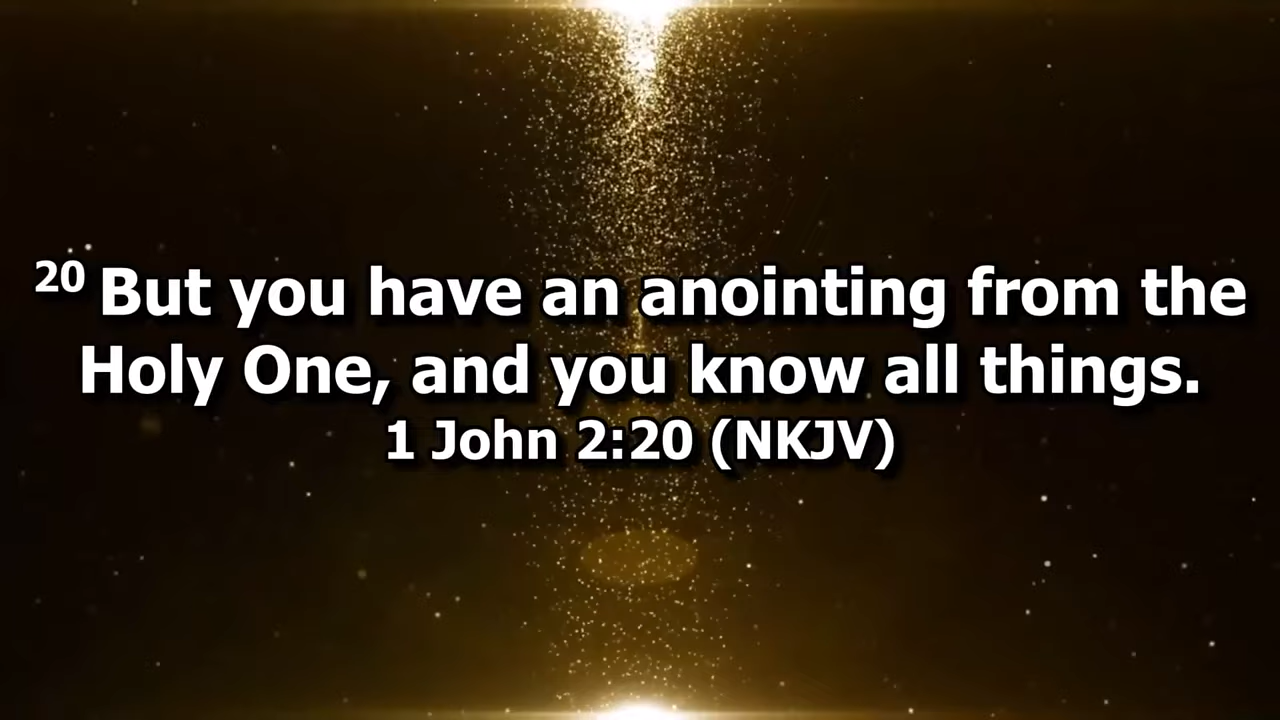 20 But you have an anointing from the
Holy One, and you know all things.
1 John 2:20 (NKJV)